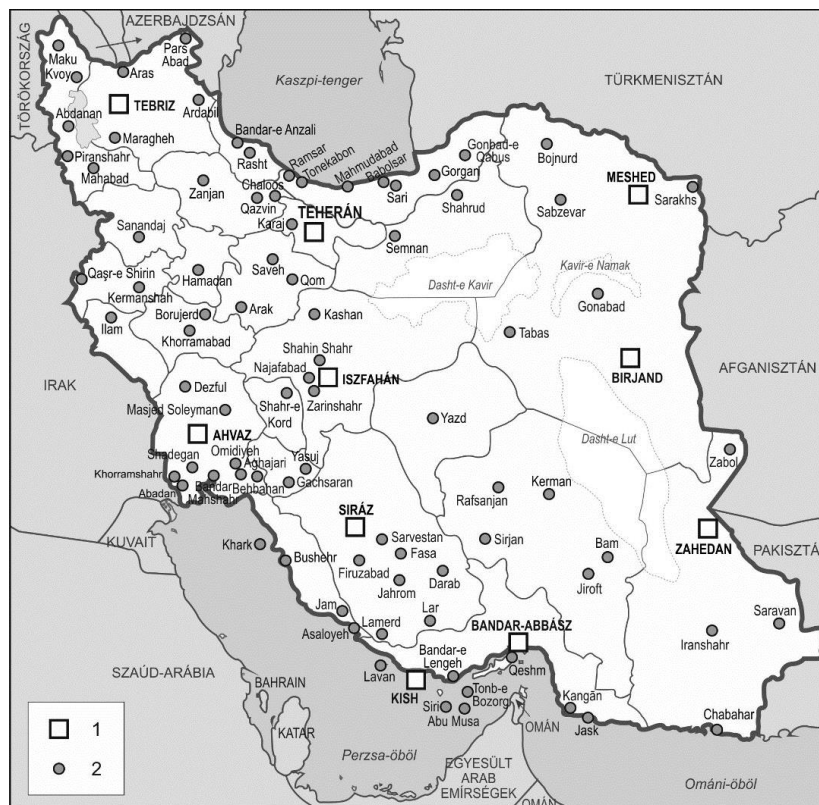 AZERBAJDZSÁN
TÖRÖKORSZÁG
Maku
Kvoy
Pars
Abad
Aras
Kaszpi-tenger
TÜRKMENISZTÁN
TEBRIZ
Ardabil
Abdanan
Maragheh
Bandar-e Anzali
Rasht
Piranshahr
Mahabad
Ramsar
Tonekabon
Mahmudabad
Babolsar
Gonbad-e
Qabus
Gorgan
Bojnurd
MESHED
Sarakhs
Zanjan
Chaloos
Qazvin
Sari
Shahrud
Sabzevar
Karaj
TEHERÁN
Sanandaj
Semnan
Saveh
Qaşr-e Shirin
Kermanshah
Hamadan
Qom
Dasht-e Kavir
Kavir-e Namak
Gonabad
Ilam
Borujerd
Arak
Kashan
Khorramabad
Tabas
Shahin Shahr
Najafabad
ISZFAHÁN
BIRJAND
AFGANISZTÁN
IRAK
Dezful
Shahr-e
Kord
Zarinshahr
Masjed Soleyman
Yazd
AHVAZ
Dasht-e Lut
Omidiyeh
Shadegan
Aghajari
Yasuj
Zabol
Khorramshahr
Bandar
Mahshahr
Behbahan
Gachsaran
Abadan
Rafsanjan
Kerman
SIRÁZ
KUVAIT
Khark
Sarvestan
Fasa
Sirjan
ZAHEDAN
PAKISZTÁ
Bushehr
Firuzabad
Jahrom
Darab
Bam
Jiroft
Jam
Lar
Saravan
Asaloyeh
Lamerd
BANDAR-ABBÁSZ
Iranshahr
Bandar-e
Lengeh
SZAÚD-ARÁBIA
Lavan
Qeshm
BAHRAIN
KISH
Tonb-e
Bozorg
Siri
Abu Musa
Kangān
Jask
Chabahar
1
OMÁN
KATAR
2
Perzsa-öböl
EGYESÜLT
ARAB
EMÍRSÉGEK
Ománi-öböl
OMÁN